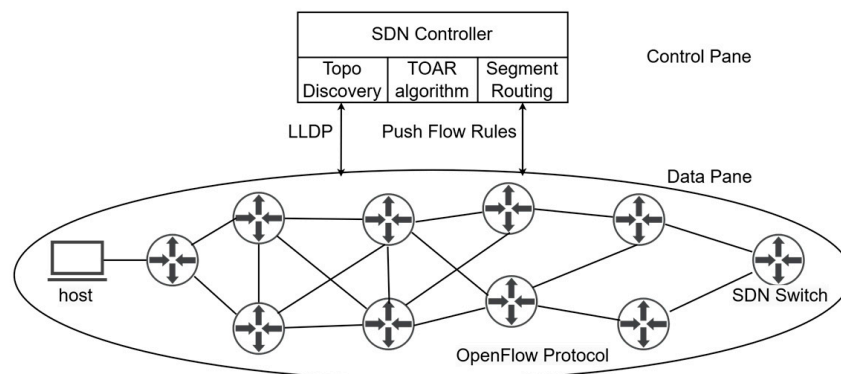 SDN Controller
Control Pane
Topo
Discovery
TOAR
algorithm
Segment
Routing
LLDP
Push Flow Rules
Data Pane
host
SDN Switch
OpenFlow Protocol